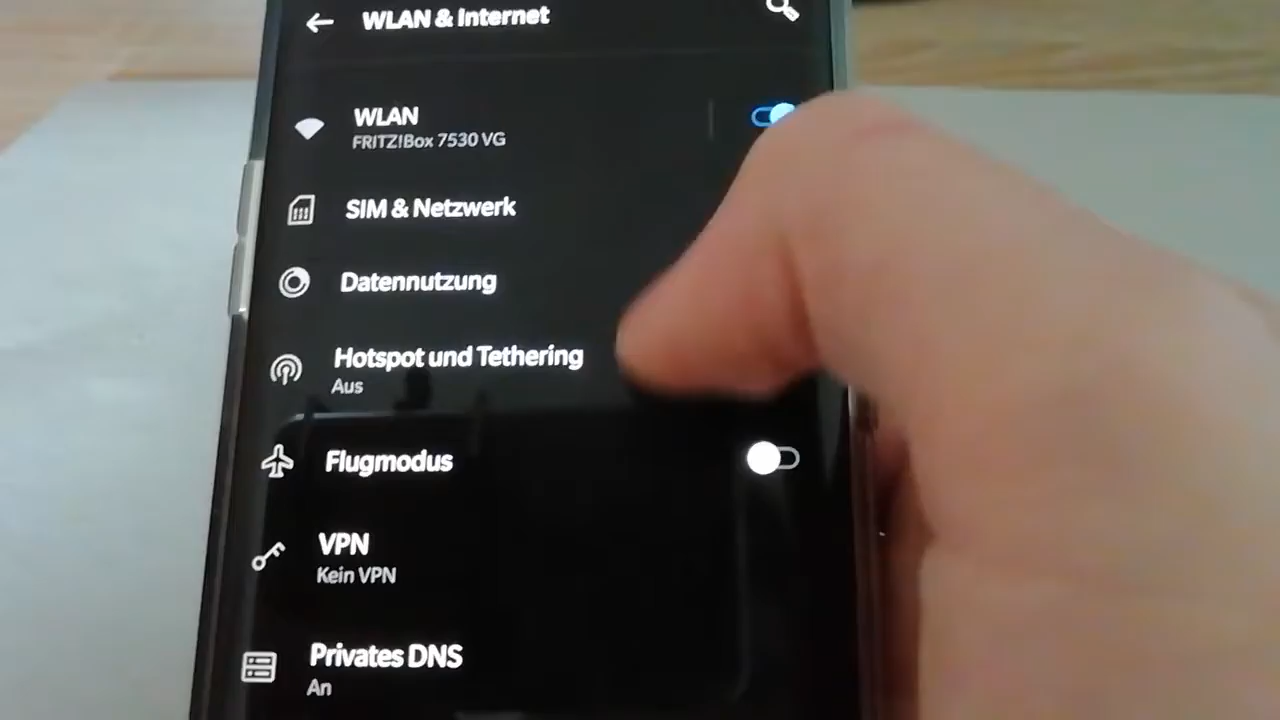 WLAN & Internet
WLAN
FRITZ!Box 7530 VG
SIM & Netzwerk
Datennutzung
Hotspot und Tethering
Aus
Flugmodus
VPN
Kein VPN
Privates DNS
An